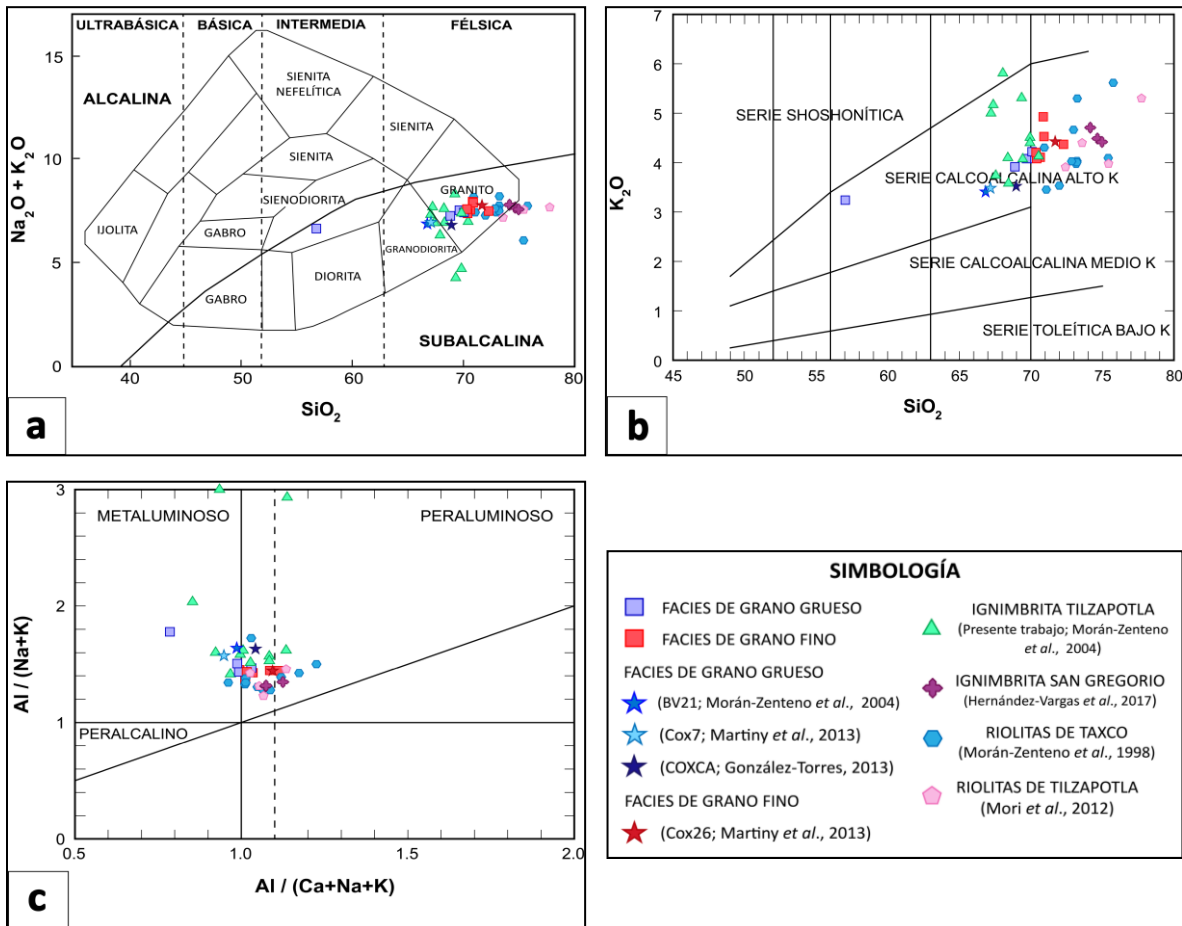 ULTRABÁSICA BÁSICA INTERMEDIA FÉLSICA
ALCALINA
SIENITA
NEFELÍTICA
SIENITA
SIENITA
GRANITO
SIENODIORITA
IJOLITA
GABRO
GRANODIORITA
DIORITA
GABRO
SUBALCALINA
15
10
5
0
Na₂O + K₂O
40 50 60 70 80
SiO₂
a
SERIE SHOSHONÍTICA
SERIE CALCOALCALINA ALTO K
SERIE CALCOALCALINA MEDIO K
SERIE TOLEÍTICA BAJO K
7
6
5
4
3
2
1
0
K₂O
45 50 55 60 65 70 75 80
SiO₂
b
METALUMINOSO PERALUMINOSO
PERALCALINO
3
2
1
0
Al / (Na+K)
0.5 1.0 1.5 2.0
Al / (Ca+Na+K)
c
SIMBOLOGÍA
FACIES DE GRANO GRUESO
FACIES DE GRANO FINO
FACIES DE GRANO GRUESO
(BV21; Morán-Zenteno et al., 2004)
(Cox7; Martiny et al., 2013)
(COXCA; González-Torres, 2013)
FACIES DE GRANO FINO
(Cox26; Martiny et al., 2013)
IGNIMBRITA TILZAPOTLA
(Presente trabajo; Morán-Zenteno
et al., 2004)
IGNIMBRITA SAN GREGORIO
(Hernández-Vargas et al., 2017)
RIOLITAS DE TAXCO
(Morán-Zenteno et al., 1998)
RIOLITAS DE TILZAPOTLA
(Mori et al., 2012)